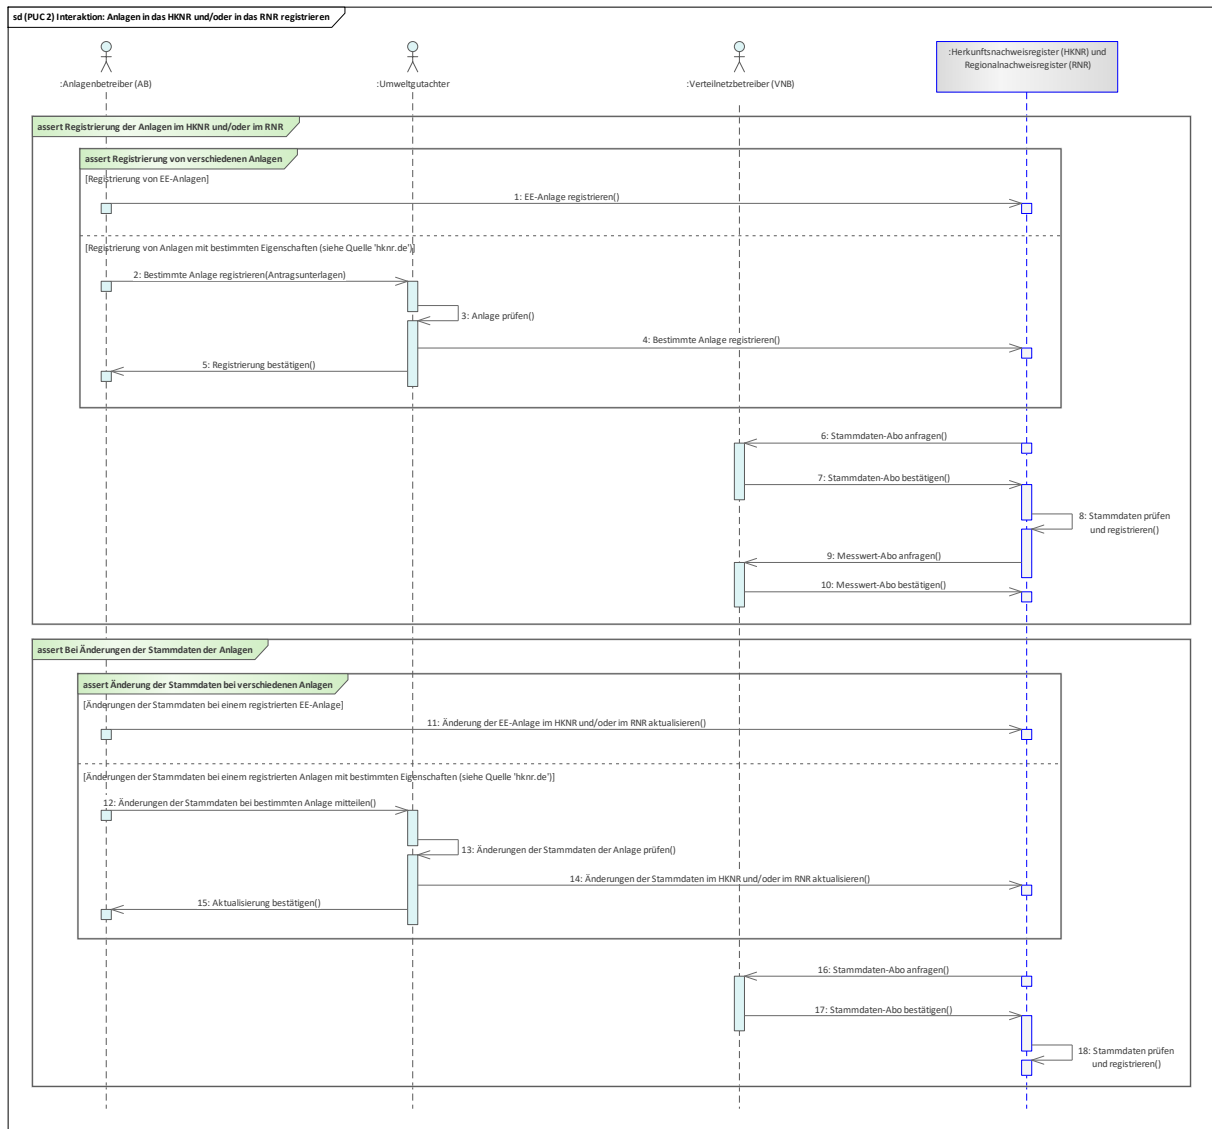 sd (PUC 2) Interaktion: Anlagen in das HKNR und/oder in das RNR registrieren
:Anlagenbetreiber (AB)
:Umweltgutachter
:Verteilnetzbetreiber (VNB)
:Herkunftsnachweisregister (HKNR) und
Regionalnachweisregister (RNR)
assert Registrierung der Anlagen im HKNR und/oder im RNR
assert Registrierung von verschiedenen Anlagen
[Registrierung von EE-Anlagen]
1: EE-Anlage registrieren()
[Registrierung von Anlagen mit bestimmten Eigenschaften (siehe Quelle 'hknr.de')]
2: Bestimmte Anlage registrieren(Antragsunterlagen)
3: Anlage prüfen()
4: Bestimmte Anlage registrieren()
5: Registrierung bestätigen()
6: Stammdaten-Abo anfragen()
7: Stammdaten-Abo bestätigen()
8: Stammdaten prüfen
und registrieren()
9: Messwert-Abo anfragen()
10: Messwert-Abo bestätigen()
assert Bei Änderungen der Stammdaten der Anlagen
assert Änderung der Stammdaten bei verschiedenen Anlagen
[Änderungen der Stammdaten bei einem registrierten EE-Anlage]
11: Änderung der EE-Anlage im HKNR und/oder im RNR aktualisieren()
[Änderungen der Stammdaten bei einem registrierten Anlagen mit bestimmten Eigenschaften (siehe Quelle 'hknr.de')]
12: Änderungen der Stammdaten bei bestimmten Anlage mitteilen()
13: Änderungen der Stammdaten der Anlage prüfen()
14: Änderungen der Stammdaten im HKNR und/oder im RNR aktualisieren()
15: Aktualisierung bestätigen()
16: Stammdaten-Abo anfragen()
17: Stammdaten-Abo bestätigen()
18: Stammdaten prüfen
und registrieren()